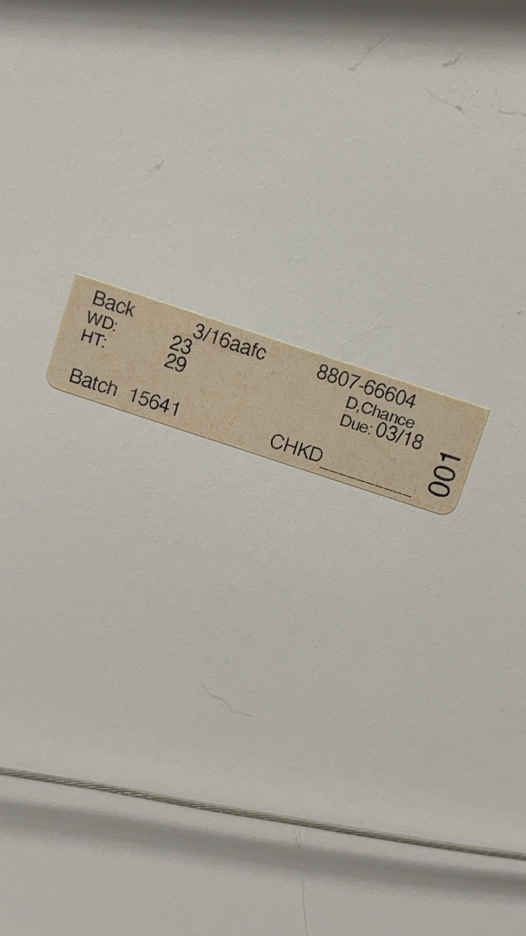 Back 3/16aafc 8807-66604
WD: 23 D,Chance
HT: 29 Due: 03/18
Batch 15641 CHKD
001